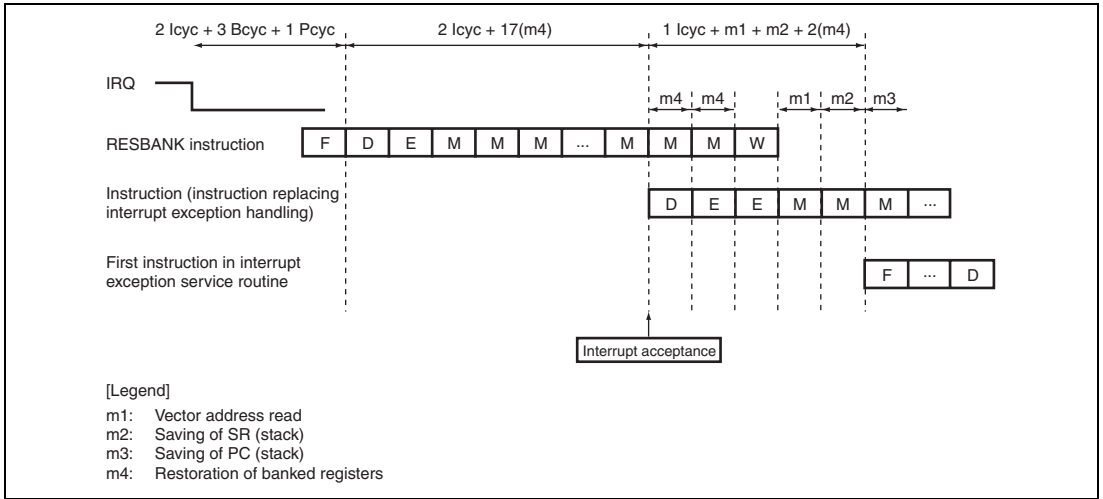 2 Icyc + 3 Bcyc + 1 Pcyc 2 Icyc + 17(m4) 1 Icyc + m1 + m2 + 2(m4)
IRQ
m4 m4 m1 m2 m3
RESBANK instruction F D E M M M ... M M M W
Instruction (instruction replacing
interrupt exception handling)
D E E M M M ...
First instruction in interrupt
exception service routine
F ... D
Interrupt acceptance
[Legend]
m1: Vector address read
m2: Saving of SR (stack)
m3: Saving of PC (stack)
m4: Restoration of banked registers